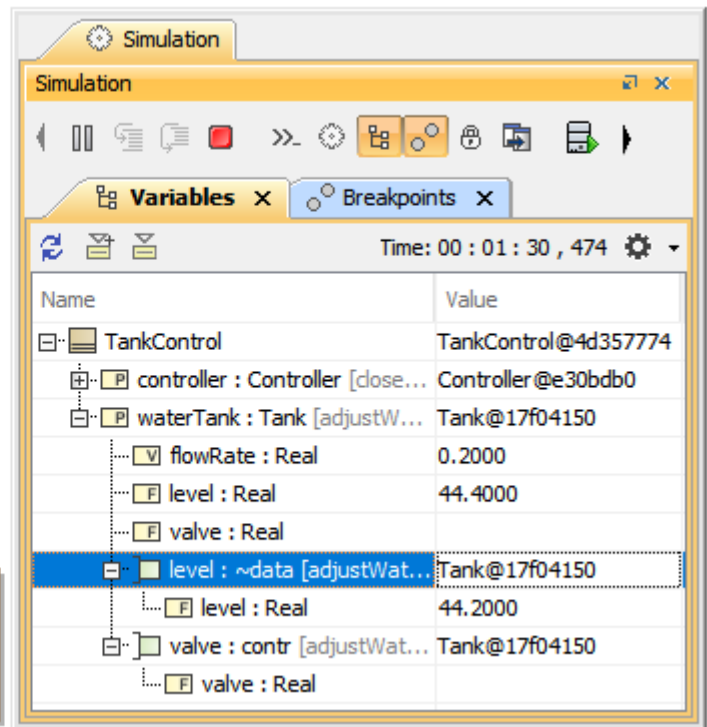 Simulation
Simulation
Variables X Breakpoints X
Time: 00 : 01 : 30 , 474
Name Value
TankControl TankControl@4d357774
P controller : Controller [close... Controller@e30bdb0
P waterTank : Tank [adjustW... Tank@17f04150
V flowRate : Real 0.2000
F level : Real 44.4000
F valve : Real
level : ~data [adjustWat... Tank@17f04150
F level : Real 44.2000
valve : contr [adjustWat... Tank@17f04150
F valve : Real